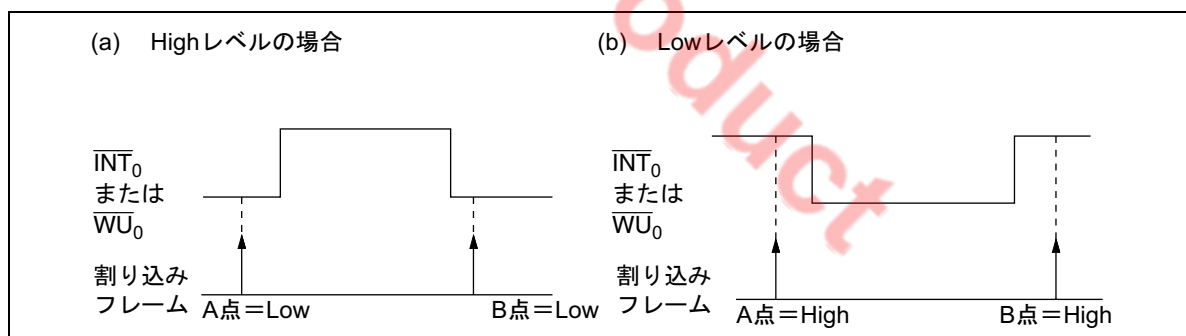 (a) Highレベルの場合
INT0
または
WU0
割り込み
フレーム
A点＝Low
B点＝Low
(b) Lowレベルの場合
INT0
または
WU0
割り込み
フレーム
A点＝High
B点＝High
oduct